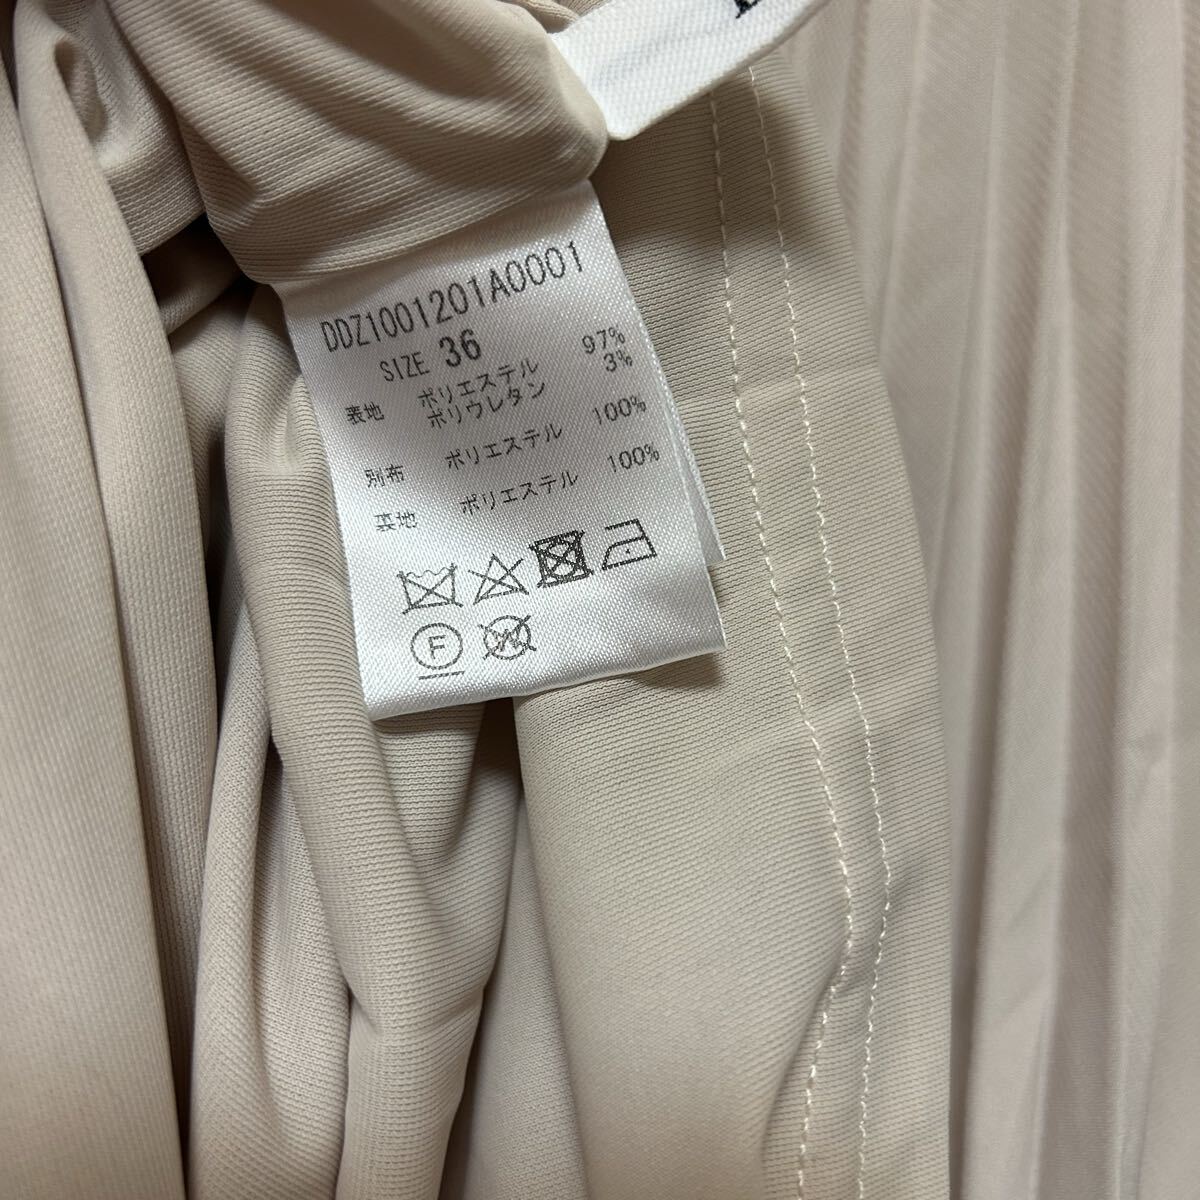 DDZ1001201A0001
SIZE 36
表地 ポリエステル 97%
ポリウレタン 3%
別布 ポリエステル 100%
裏地 ポリエステル 100%
F
W